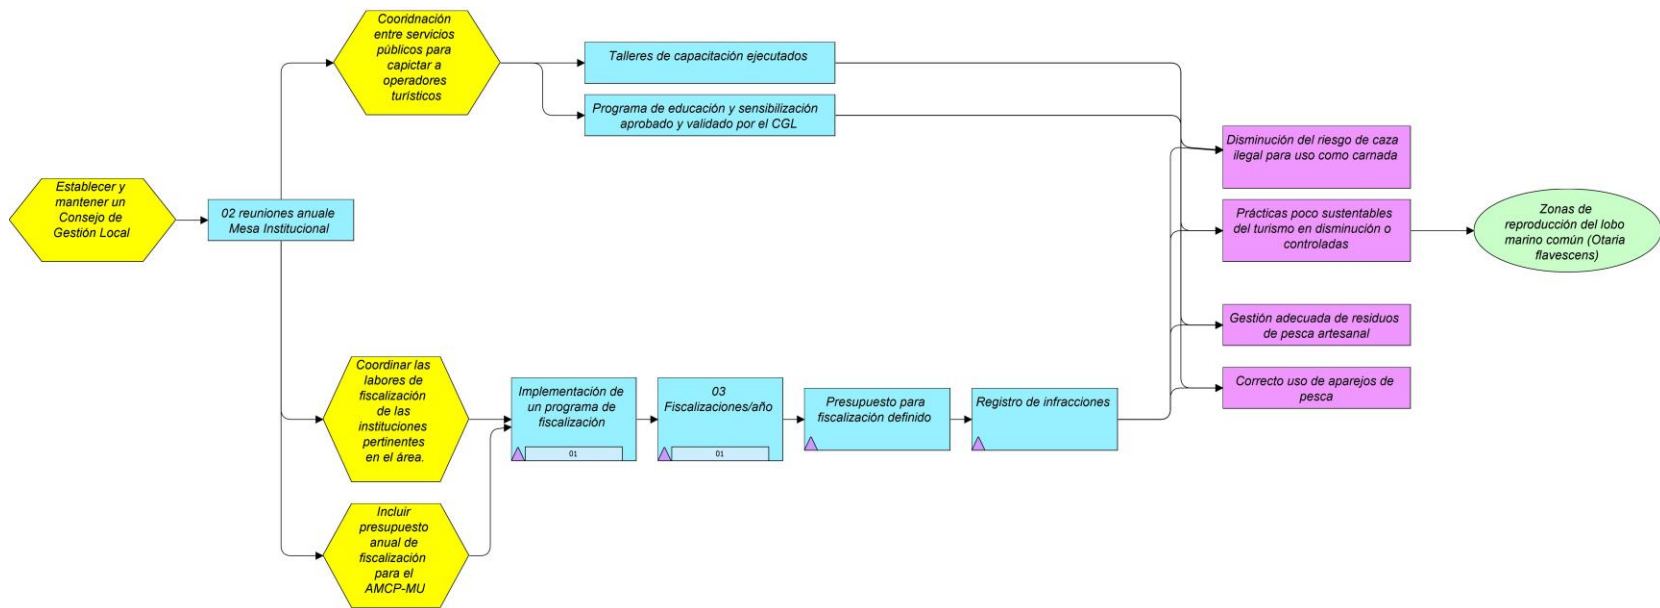 Cooridnación
entre servicios
públicos para
capictar a
operadores
turísticos
Talleres de capacitación ejecutados
Programa de educación y sensibilización
aprobado y validado por el CGL
Disminución del riesgo de caza
ilegal para uso como carnada
Establecer y
mantener un
Consejo de
Gestión Local
02 reuniones anuale
Mesa Institucional
Prácticas poco sustentables
del turismo en disminución o
controladas
Zonas de
reproducción del lobo
marino común (Otaria
flavescens)
Gestión adecuada de residuos
de pesca artesanal
Coordinar las
labores de
fiscalización
de las
instituciones
pertinentes
en el área.
Implementación de
un programa de
fiscalización
01
03
Fiscalizaciones/año
01
Presupuesto para
fiscalización definido
Registro de infracciones
Correcto uso de aparejos de
pesca
Incluir
presupuesto
anual de
fiscalización
para el
AMCP-MU